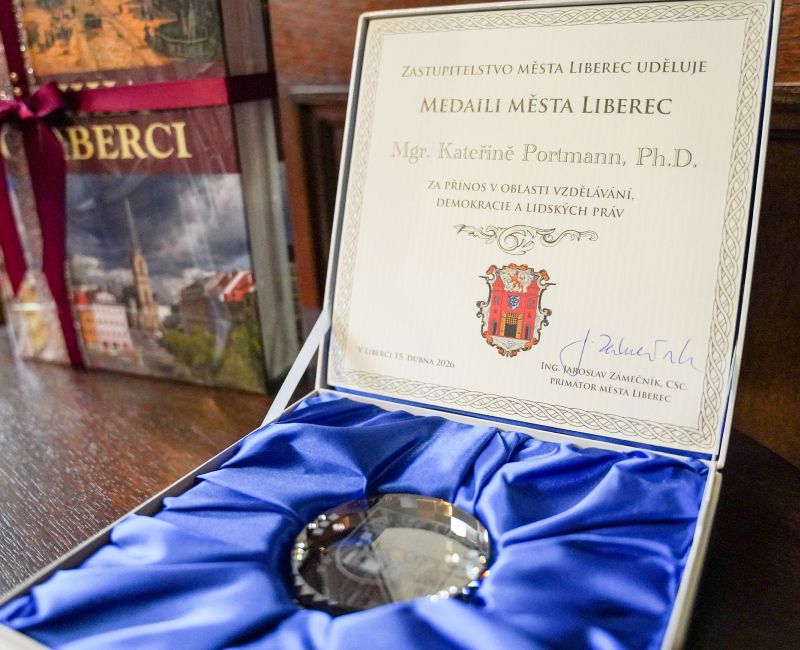 BERCI
Zastupitelstvo města Liberec uděluje
Medaili města Liberec
Mgr. Kateřině Portmann, Ph.D.
za přínos v oblasti vzdělávání,
demokracie a lidských práv
V Liberci 15. dubna 2026
Ing. Jaroslav Zámečník, CSc.
primátor města Liberec